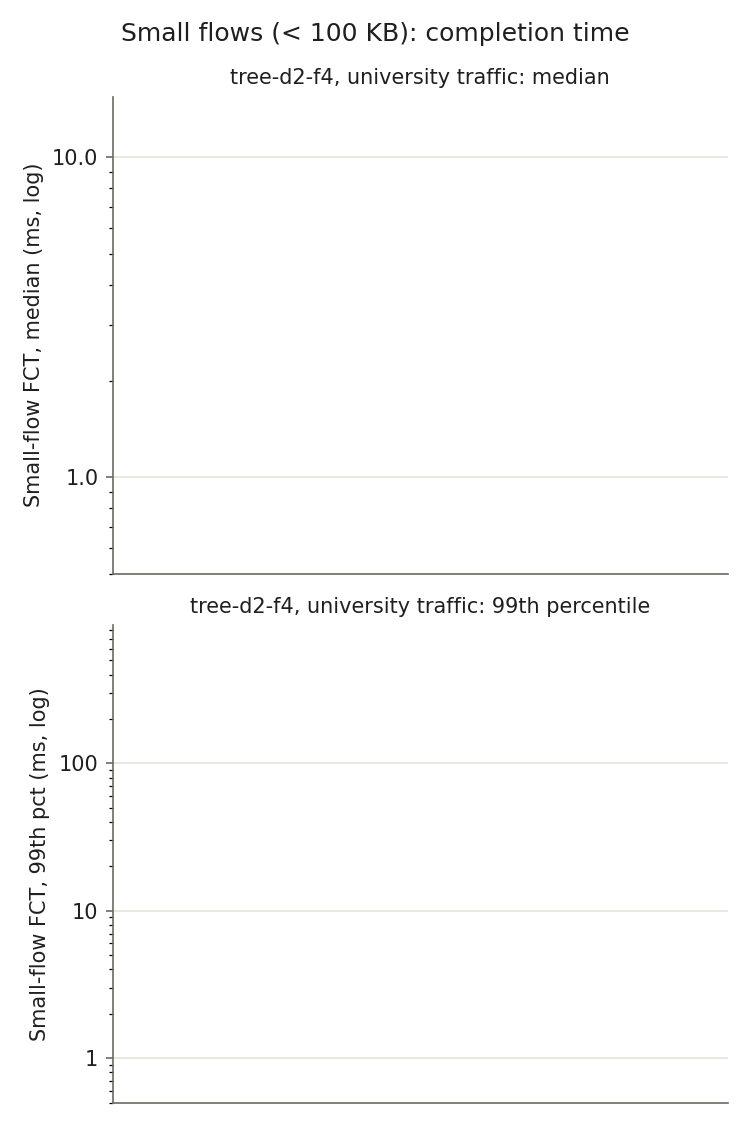 Small flows (< 100 KB): completion time
tree-d2-f4, university traffic: median
Small-flow FCT, median (ms, log)
10.0
1.0
tree-d2-f4, university traffic: 99th percentile
Small-flow FCT, 99th pct (ms, log)
100
10
1